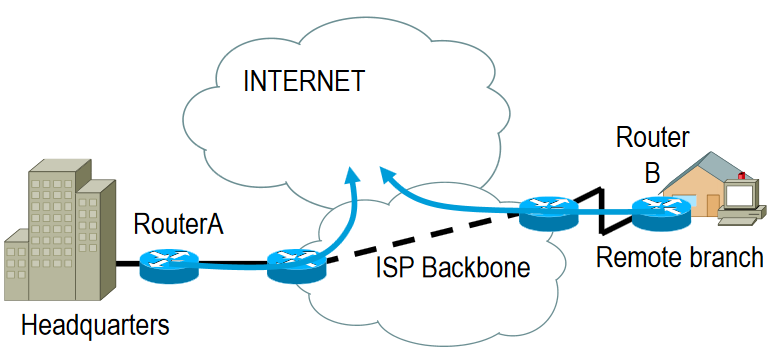 INTERNET
Router
B
RouterA
ISP Backbone
Remote branch
Headquarters